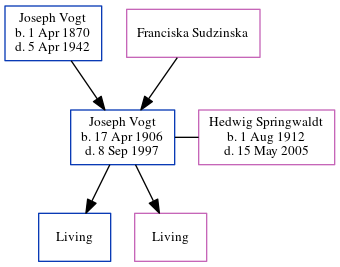 Joseph Vogt
b. 1 Apr 1870
d. 5 Apr 1942
Franciska Sudzinska
Joseph Vogt
b. 17 Apr 1906
d. 8 Sep 1997
Hedwig Springwaldt
b. 1 Aug 1912
d. 15 May 2005
Living
Living